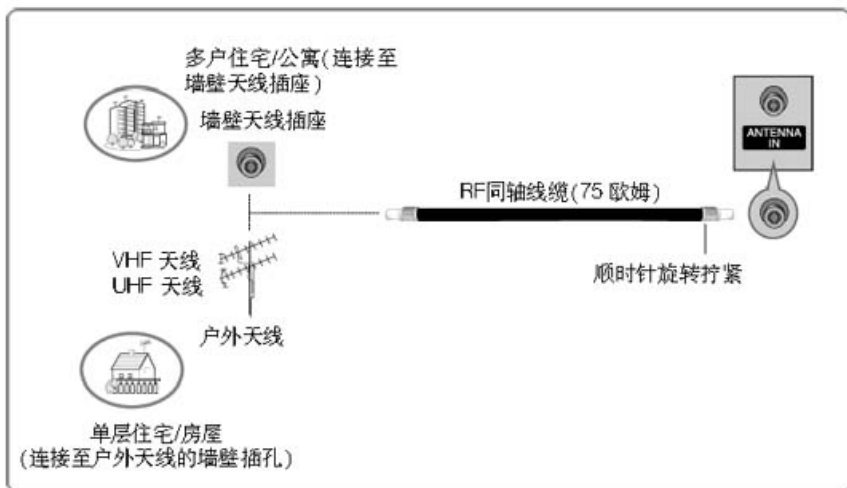 多户住宅/公寓(连接至
墙壁天线插座)
墙壁天线插座
ANTENNA
IN
RF同轴线缆(75 欧姆)
顺时针旋转拧紧
VHF 天线
UHF 天线
户外天线
单层住宅/房屋
(连接至户外天线的墙壁插孔)